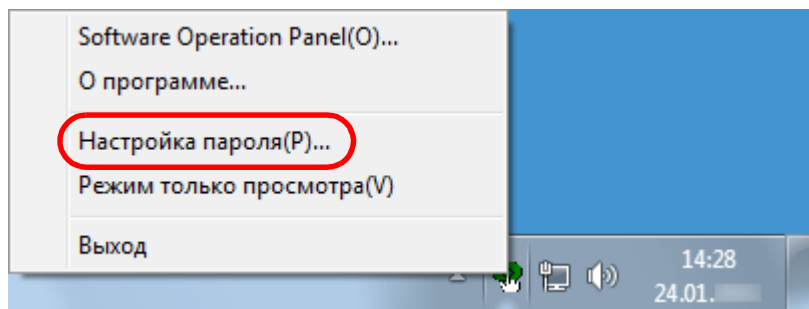 Software Operation Panel(O)...
О программе...
Настройка пароля(P)...
Режим только просмотра(V)
Выход
14:28
24.01.